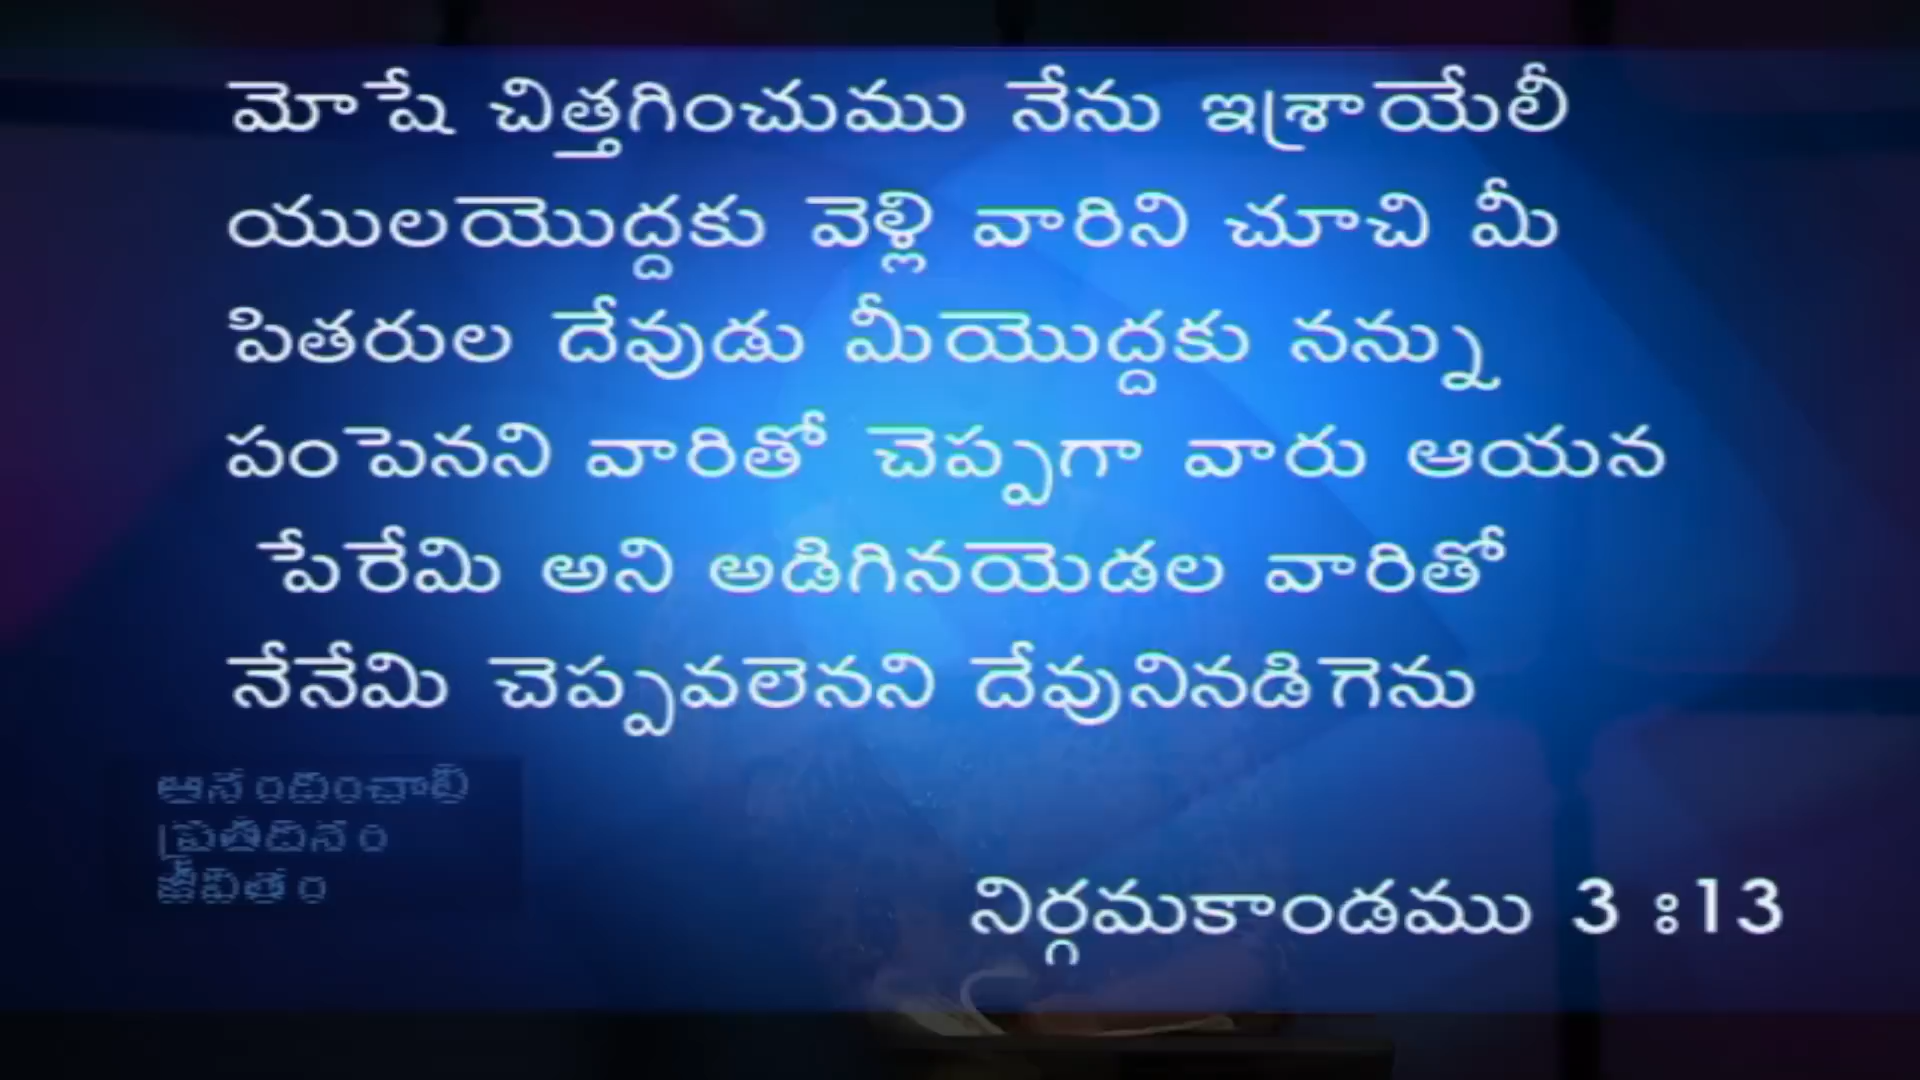 మోషే చిత్తగించుము నేను ఇశ్రాయేలీ
యులయొద్దకు వెళ్లి వారిని చూచి మీ
పితరుల దేవుడు మీయొద్దకు నన్ను
పంపెనని వారితో చెప్పగా వారు ఆయన
పేరేమి అని అడిగినయెడల వారితో
నేనేమి చెప్పవలెనని దేవునినడిగెను
ఆనందించాలి
ప్రతిదినం
జీవితం
నిర్గమకాండము 3 ః13